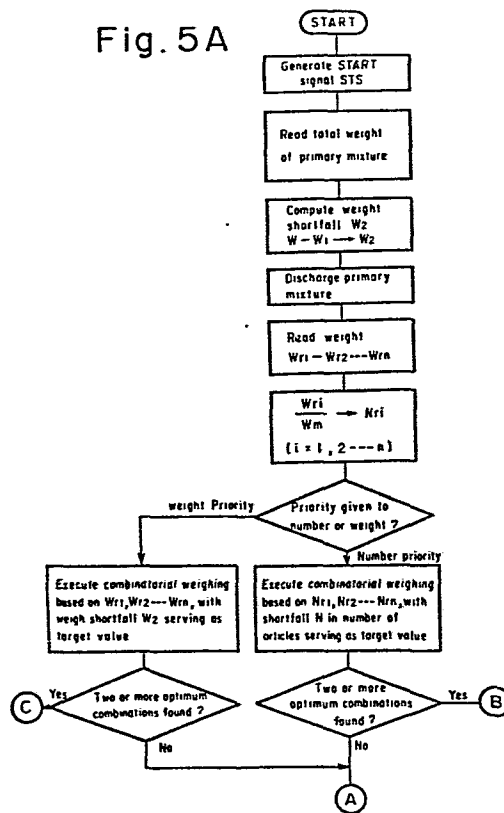 Fig. 5A
START
Generate START
signal STS
Read total weight
of primary mixture
Compute weight
shortfall W2
W - W1 → W2
Discharge primary
mixture
Read weight
Wr1 — Wr2 --- Wrn
Wri
Wm
→ Nri
(i = 1, 2 --- n)
Priority given to
number or weight ?
weight Priority
Number priority
Execute combinatorial weighing
based on Wr1, Wr2 --- Wrn, with
weigh shortfall W2 serving as
target value
Execute combinatorial weighing
based on Nr1, Nr2 --- Nrn, with
shortfall N in number of
articles serving as target value
Two or more optimum
combinations found ?
Yes
C
No
Two or more
optimum combinations
found ?
Yes
B
No
A